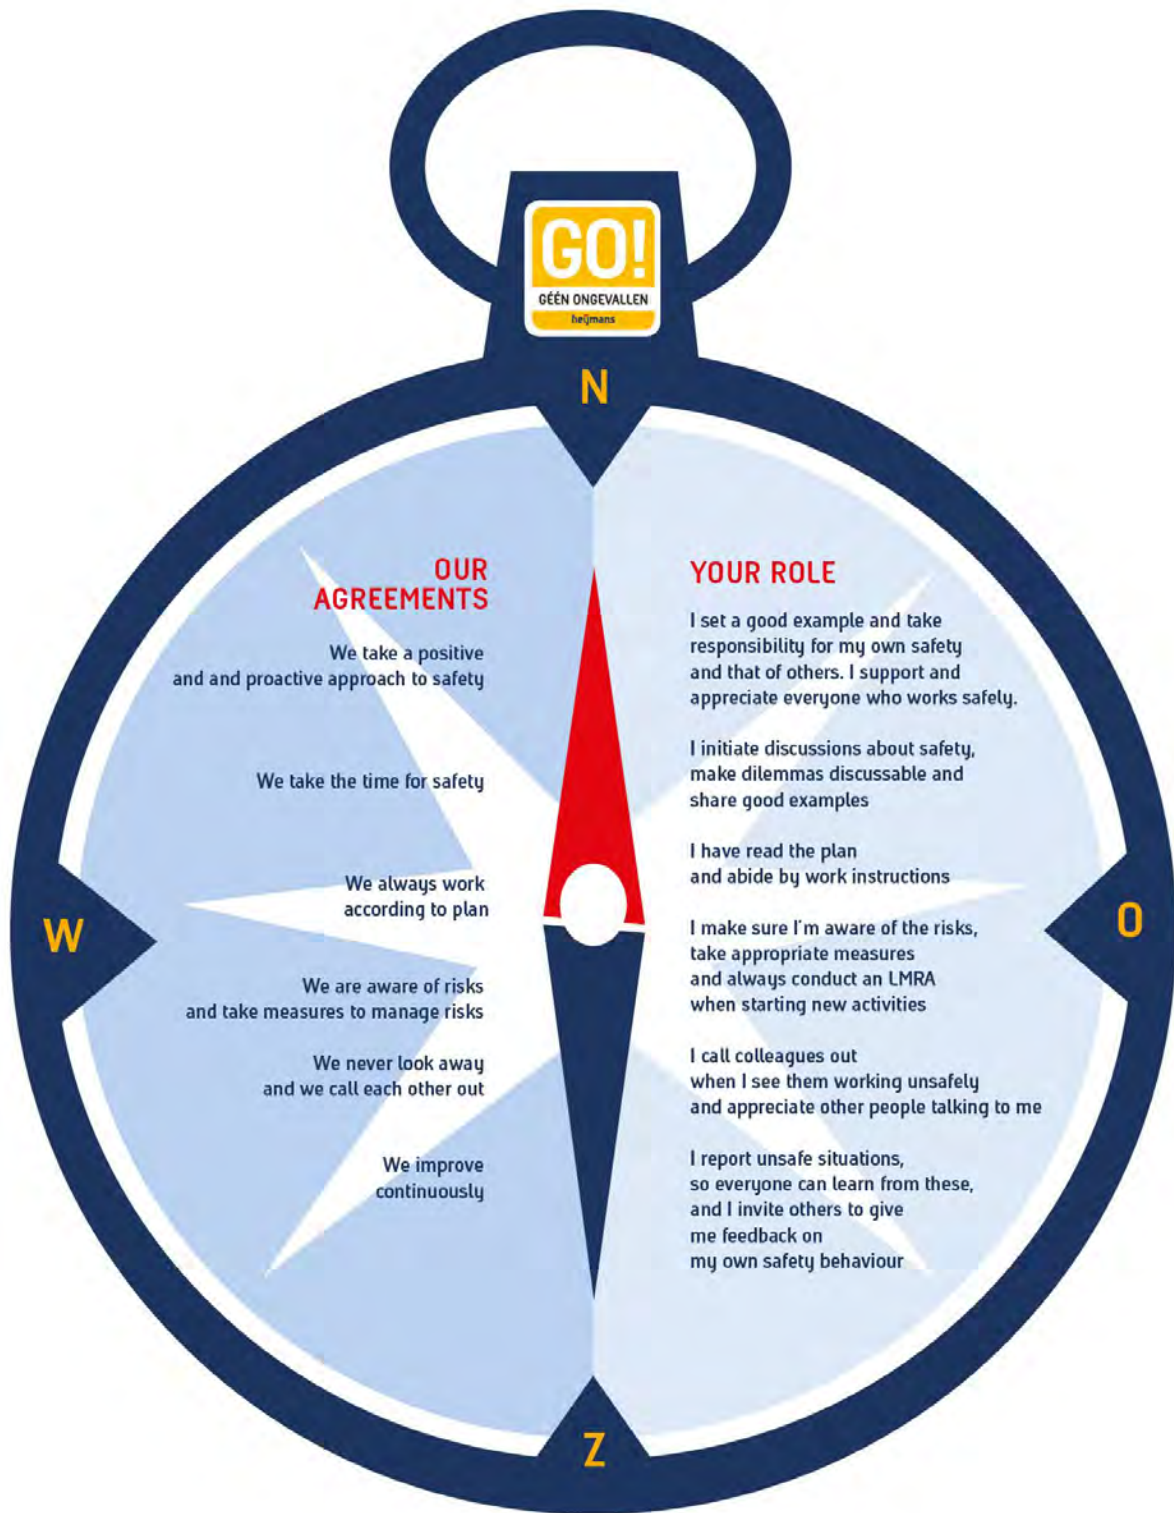 GO!
GÉÉN ONGEVALLEN
heijmans
N
OUR
AGREEMENTS
We take a positive
and and proactive approach to safety
We take the time for safety
We always work
according to plan
We are aware of risks
and take measures to manage risks
We never look away
and we call each other out
We improve
continuously
YOUR ROLE
I set a good example and take
responsibility for my own safety
and that of others. I support and
appreciate everyone who works safely.
I initiate discussions about safety,
make dilemmas discussable and
share good examples
I have read the plan
and abide by work instructions
I make sure I'm aware of the risks,
take appropriate measures
and always conduct an LMRA
when starting new activities
I call colleagues out
when I see them working unsafely
and appreciate other people talking to me
I report unsafe situations,
so everyone can learn from these,
and I invite others to give
me feedback on
my own safety behaviour
W
O
Z